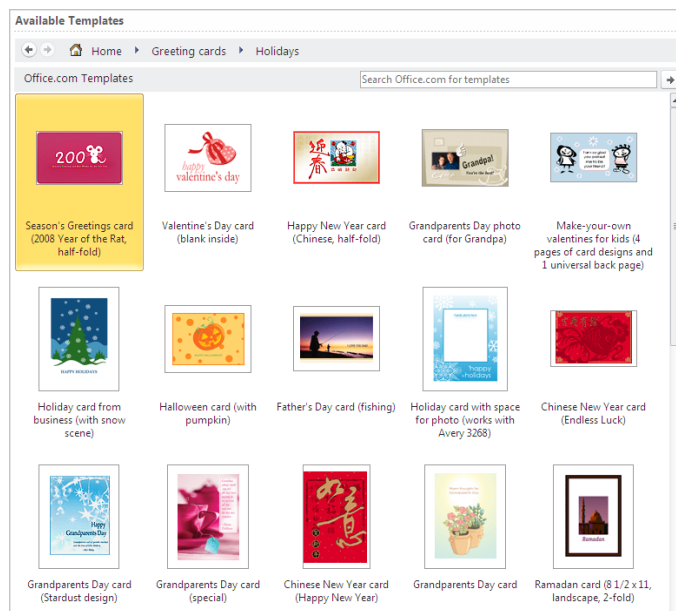 Available Templates
Home
Greeting cards
Holidays
Office.com Templates
Search Office.com for templates
200
happy
valentine's day
迎
春
Grandpa!
Season's Greetings card
(2008 Year of the Rat,
half-fold)
Valentine's Day card
(blank inside)
Happy New Year card
(Chinese, half-fold)
Grandparents Day photo
card (for Grandpa)
Make-your-own
valentines for kids (4
pages of card designs and
1 universal back page)
HAPPY HOLIDAYS
happy
holidays
Holiday card from
business (with snow
scene)
Halloween card (with
pumpkin)
Father's Day card (fishing)
Holiday card with space
for photo (works with
Avery 3268)
Chinese New Year card
(Endless Luck)
Happy
Grandparents Day
如
意
Ramadan
Grandparents Day card
(Stardust design)
Grandparents Day card
(special)
Chinese New Year card
(Happy New Year)
Grandparents Day card
Ramadan card (8 1/2 x 11,
landscape, 2-fold)